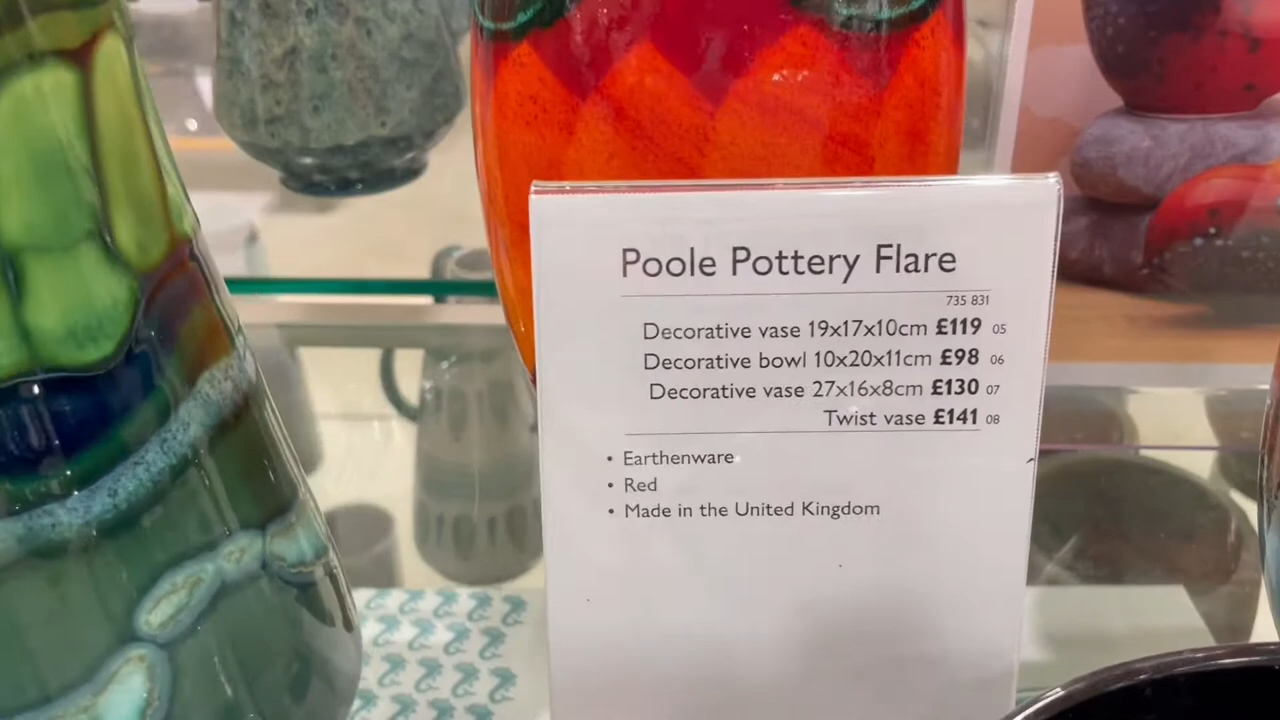 Poole Pottery Flare
735 831
Decorative vase 19x17x10cm £119 05
Decorative bowl 10x20x11cm £98 06
Decorative vase 27x16x8cm £130 07
Twist vase £141 08
• Earthenware
• Red
• Made in the United Kingdom